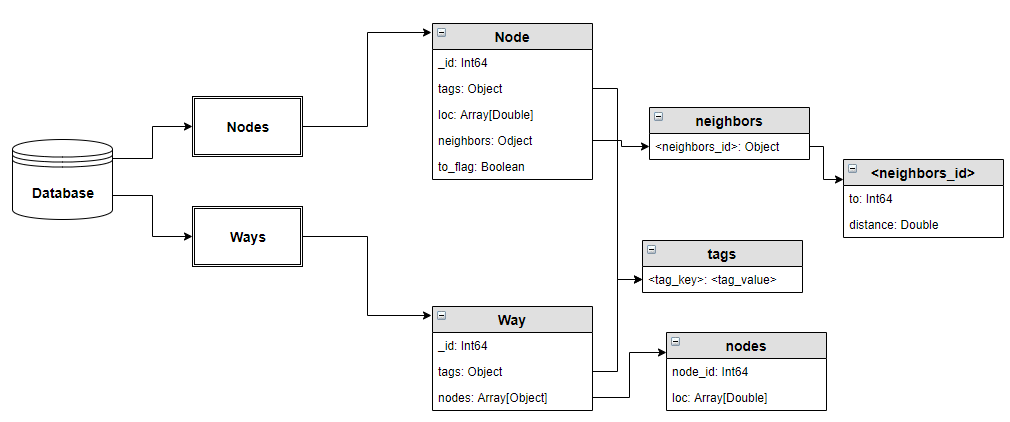 Database
Nodes
Ways
Node
_id: Int64
tags: Object
loc: Array[Double]
neighbors: Odject
to_flag: Boolean
neighbors
<neighbors_id>: Object
<neighbors_id>
to: Int64
distance: Double
tags
<tag_key>: <tag_value>
Way
_id: Int64
tags: Object
nodes: Array[Object]
nodes
node_id: Int64
loc: Array[Double]